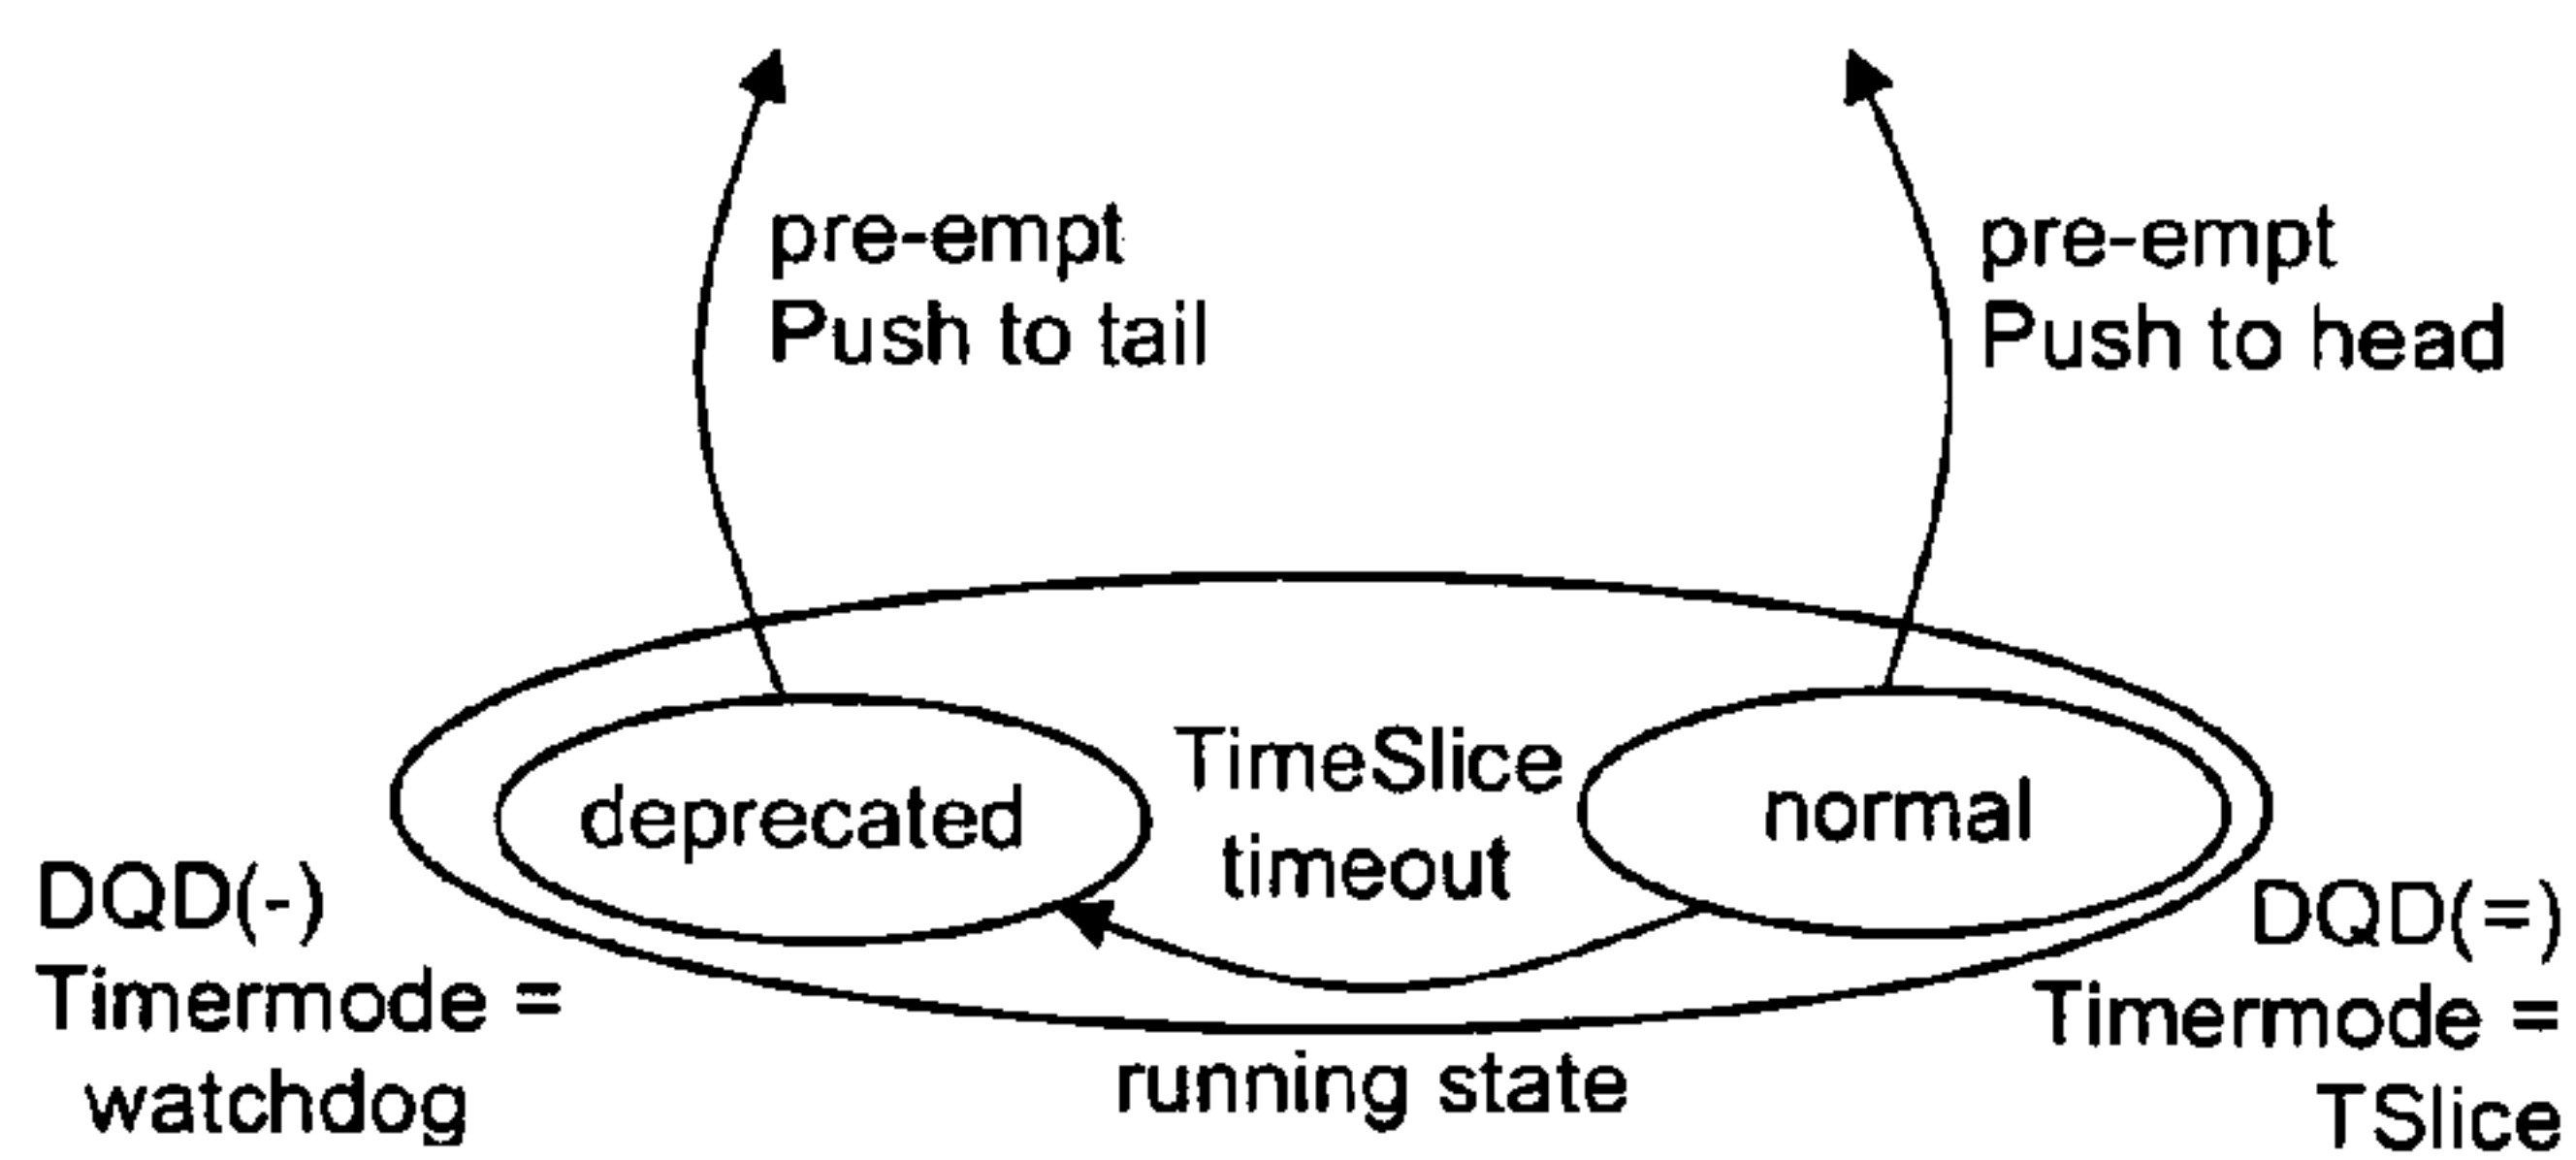 pre-empt
Push to tail
pre-empt
Push to head
TimeSlice
timeout
deprecated
normal
DQD(-)
Timermode =
watchdog
DQD(=)
Timermode =
TSlice
running state